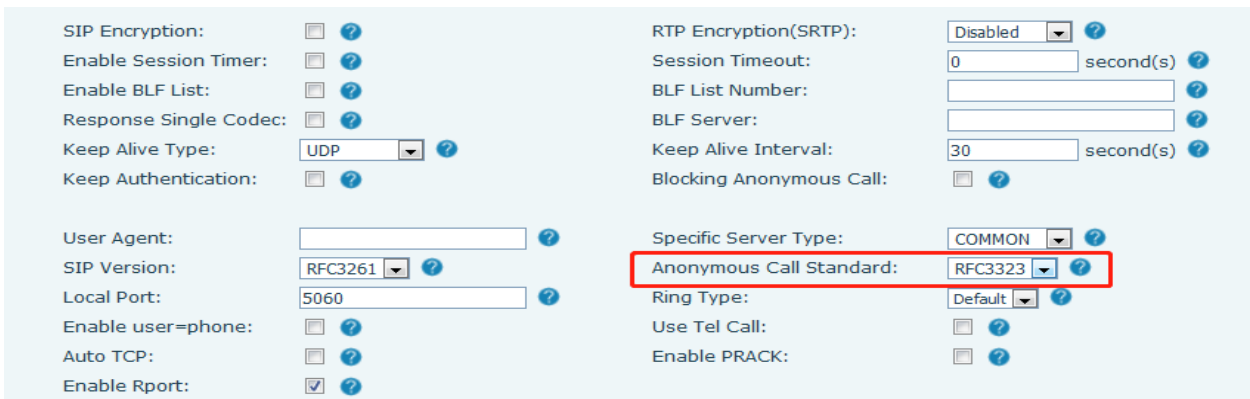 SIP Encryption: ? RTP Encryption(SRTP): Disabled ?
Enable Session Timer: ? Session Timeout: 0 second(s) ?
Enable BLF List: ? BLF List Number: ?
Response Single Codec: ? BLF Server: ?
Keep Alive Type: UDP ? Keep Alive Interval: 30 second(s) ?
Keep Authentication: ? Blocking Anonymous Call: ?
User Agent: ? Specific Server Type: COMMON ?
SIP Version: RFC3261 ? Anonymous Call Standard: RFC3323 ?
Local Port: 5060 ? Ring Type: Default ?
Enable user=phone: ? Use Tel Call: ?
Auto TCP: ? Enable PRACK: ?
Enable Rport: ?